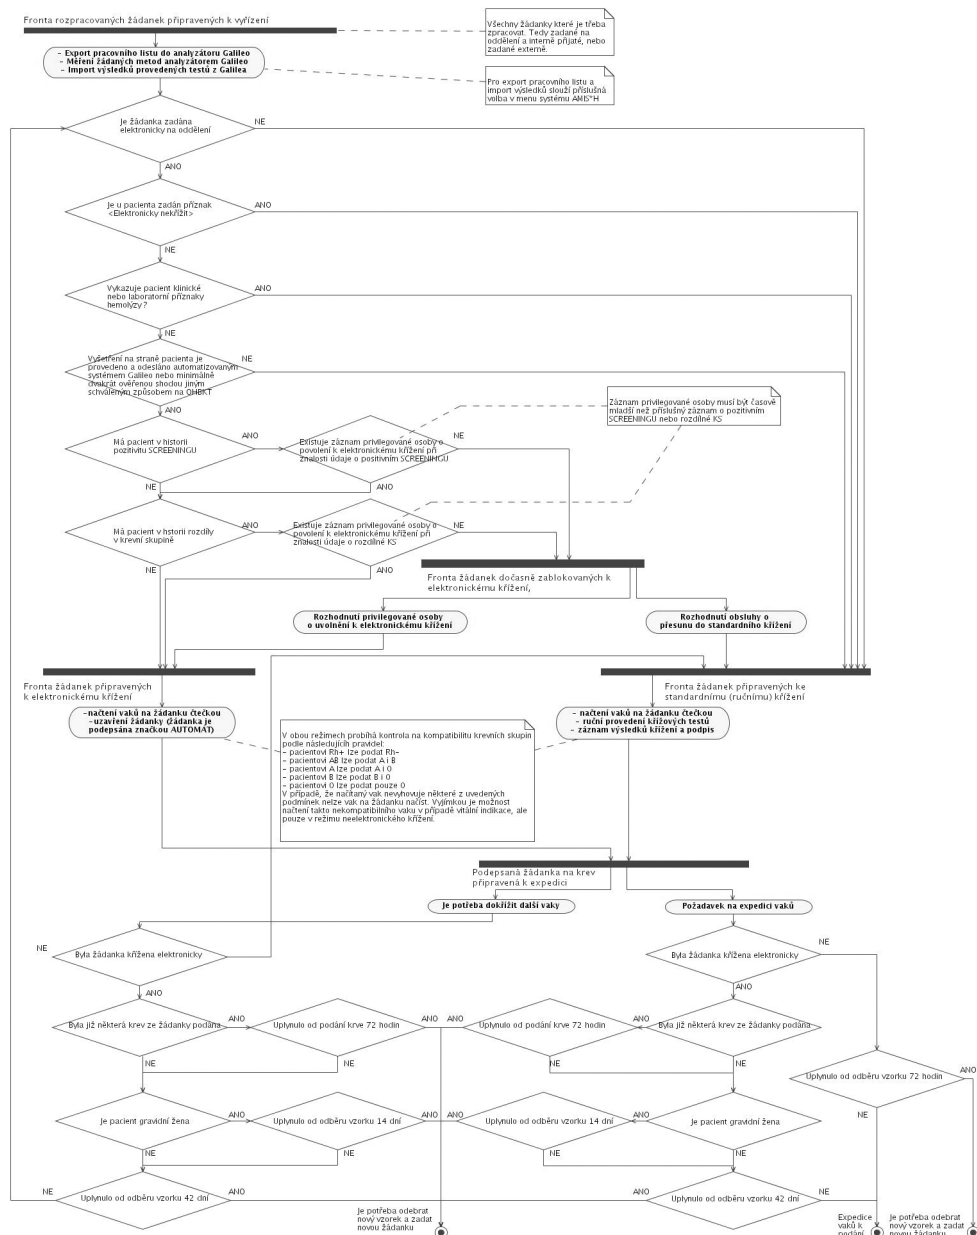 Fronta rozpracovaných žádanek připravených k vyřízení
Všechny žádanky které je třeba
zpracovat. Tedy zadané na
oddělení a interně přijaté, nebo
zadané externě.
- Export pracovního listu do analyzátoru Galileo
- Měření žádaných metod analyzátorem Galileo
- Import výsledků provedených testů z Galilea
Pro export pracovního listu a
import výsledků slouží příslušná
volba v menu systému AMIS*H
Je žádanka zadána
elektronicky na oddělení
NE
ANO
Je u pacienta zadán příznak
<Elektronicky nekřížit>
ANO
NE
Vykazuje pacient klinické
nebo laboratorní příznaky
hemolýzy ?
ANO
NE
Vyšetření na straně pacienta je
provedeno a odesláno automatizovaným
systémem Galileo nebo minimálně
dvakrát ověřenou shodou jiným
schváleným způsobem na OHBKT
NE
ANO
Záznam privilegované osoby musí být časově
mladší než příslušný záznam o pozitivním
SCREENINGU nebo rozdílné KS
Má pacient v historii
pozitivitu SCREENINGU
ANO
Existuje záznam privilegované osoby o
povolení k elektronickému křížení při
znalosti údaje o positivním SCREENINGU
NE
NE
ANO
Má pacient v hstorii rozdíly
v krevní skupině
ANO
Existuje záznam privilegované osoby o
povolení k elektronickému křížení při
znalosti údaje o rozdílné KS
NE
NE
ANO
Fronta žádanek dočasně zablokovaných k
elektronickému křížení,
Rozhodnutí privilegované osoby
o uvolnění k elektronickému křížení
Rozhodnutí obsluhy o
přesunu do standardního křížení
Fronta žádanek připravených
k elektronickému křížení
Fronta žádanek připravených ke
standardnímu (ručnímu) křížení
-načtení vaků na žádanku čtečkou
-uzavření žádanky (žádanka je
podepsána značkou AUTOMAT)
- načtení vaků na žádanku čtečkou
- ruční provedení křížových testů
- záznam výsledků křížení a podpis
V obou režimech probíhá kontrola na kompatibilitu krevních skupin
podle následujících pravidel:
- pacientovi Rh+ lze podat Rh-
- pacientovi AB lze podat A i B
- pacientovi A lze podat A i 0
- pacientovi B lze podat B i 0
- pacientovi 0 lze podat pouze 0
V případě, že načítaný vak nevyhovuje některé z uvedených
podmínek nelze vak na žádanku načíst. Vyjímkou je možnost
načtení takto nekompatibilního vaku v případě vitální indikace, ale
pouze v režimu neelektronického křížení.
Podepsaná žádanka na krev
připravená k expedici
Je potřeba dokřížit další vaky
Požadavek na expedici vaků
NE
Byla žádanka křížena elektronicky
ANO
Byla žádanka křížena elektronicky
NE
ANO
Byla již některá krev ze žádanky podána
ANO
Uplynulo od podání krve 72 hodin
ANO
ANO
Uplynulo od podání krve 72 hodin
ANO
Byla již některá krev ze žádanky podána
NE
NE
NE
NE
Uplynulo od odběru vzorku 72 hodin
ANO
NE
Je pacient gravidní žena
ANO
Uplynulo od odběru vzorku 14 dní
ANO
ANO
Uplynulo od odběru vzorku 14 dní
ANO
Je pacient gravidní žena
NE
NE
NE
NE
NE
Uplynulo od odběru vzorku 42 dní
ANO
ANO
Uplynulo od odběru vzorku 42 dní
NE
Je potřeba odebrat
nový vzorek a zadat
novou žádanku
Expedice
vaků k
podání
Je potřeba odebrat
nový vzorek a zadat
novou žádanku